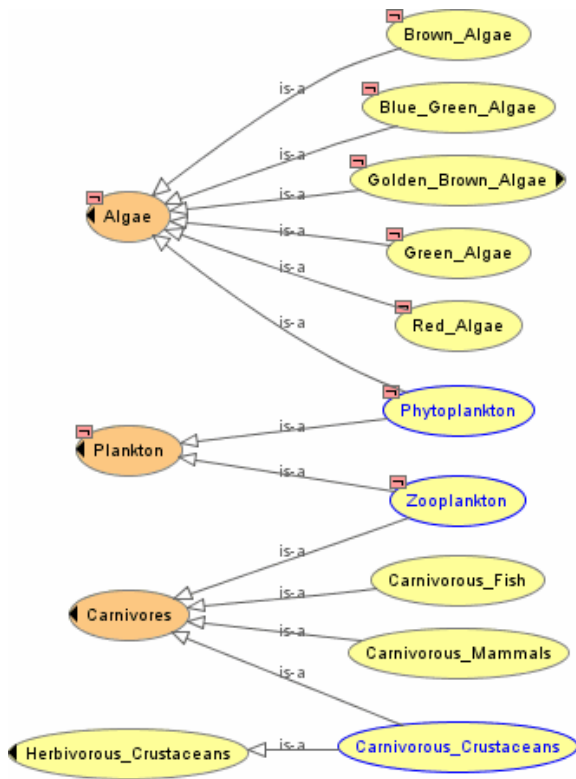 Brown_Algae
is-a
Blue_Green_Algae
is-a
Golden_Brown_Algae
is-a
Algae
is-a
Green_Algae
is-a
Red_Algae
is-a
Phytoplankton
is-a
Plankton
is-a
Zooplankton
is-a
Carnivorous_Fish
is-a
Carnivores
is-a
Carnivorous_Mammals
is-a
Carnivorous_Crustaceans
is-a
Herbivorous_Crustaceans